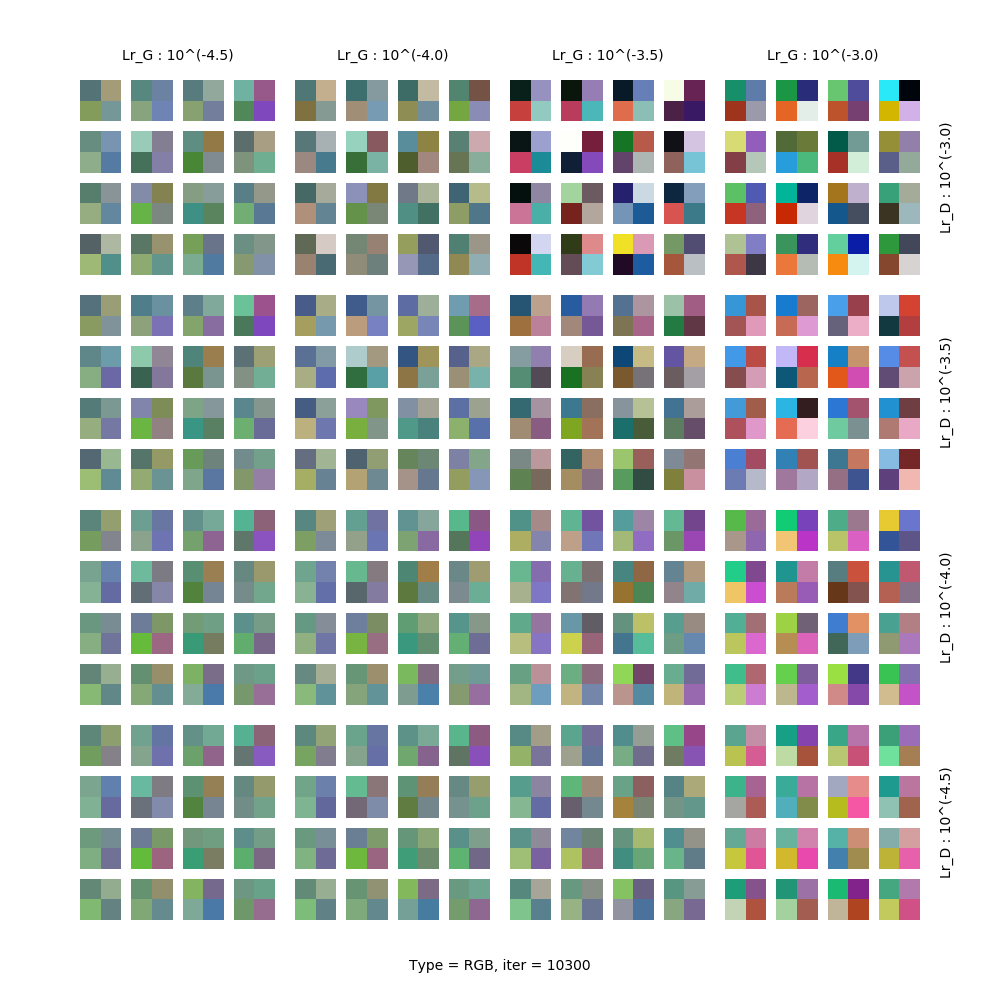 Lr_G : 10^(-4.5)
Lr_G : 10^(-4.0)
Lr_G : 10^(-3.5)
Lr_G : 10^(-3.0)
Lr_D : 10^(-3.0)
Lr_D : 10^(-3.5)
Lr_D : 10^(-4.0)
Lr_D : 10^(-4.5)
Type = RGB, iter = 10300